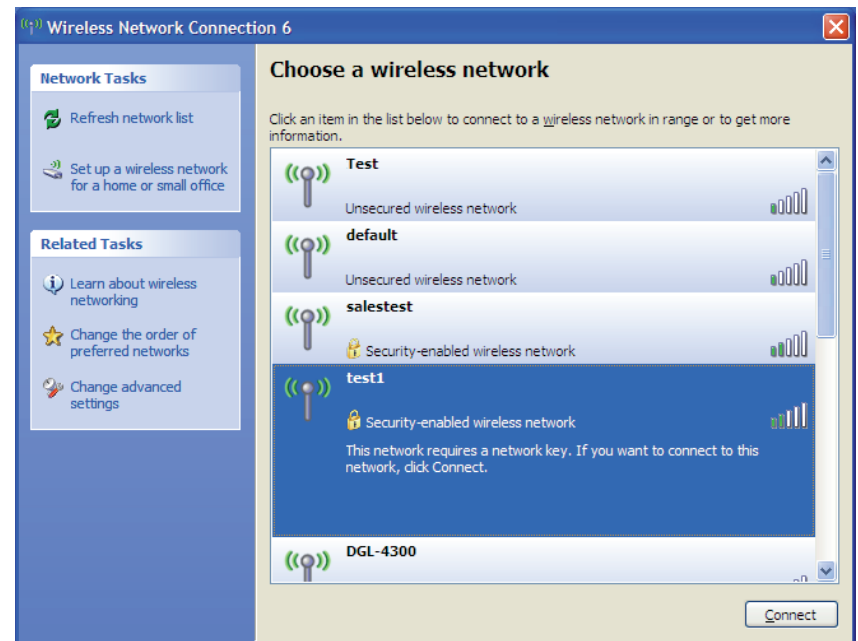 Wireless Network Connection 6
Network Tasks
Refresh network list
Set up a wireless network
for a home or small office
Related Tasks
Learn about wireless
networking
Change the order of
preferred networks
Change advanced
settings
Choose a wireless network
Click an item in the list below to connect to a wireless network in range or to get more
information.
Test
Unsecured wireless network
default
Unsecured wireless network
salestest
Security-enabled wireless network
test1
Security-enabled wireless network
This network requires a network key. If you want to connect to this
network, click Connect.
DGL-4300
Connect